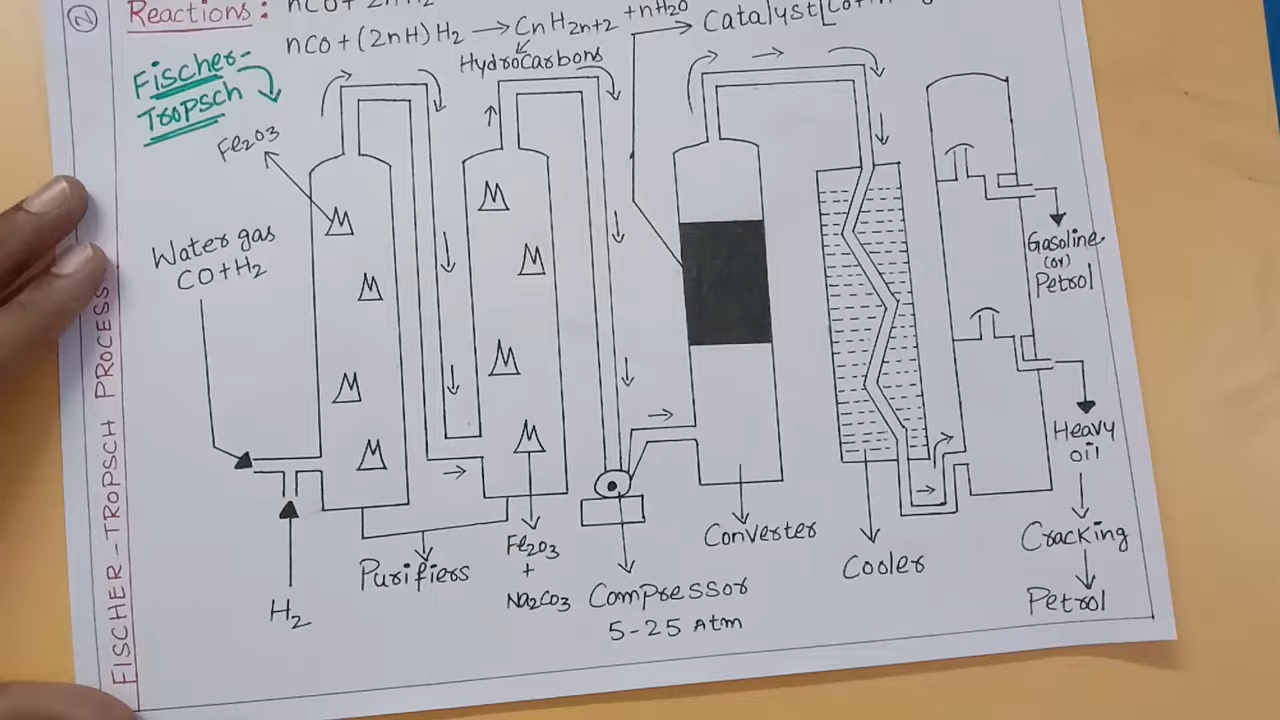 ②
Reactions:
nCO + (2nH) H2 → CnH2n+2 + nH2O
Hydrocarbons
Catalyst
Fischer-
Tropsch
Fe2O3
Water gas
CO+H2
H2
Purifiers
Fe2O3
+
Na2CO3
Compressor
5-25 Atm
Converter
Cooler
Gasoline
(or)
Petrol
Heavy
oil
Cracking
Petrol
FISCHER-TROPSCH PROCESS